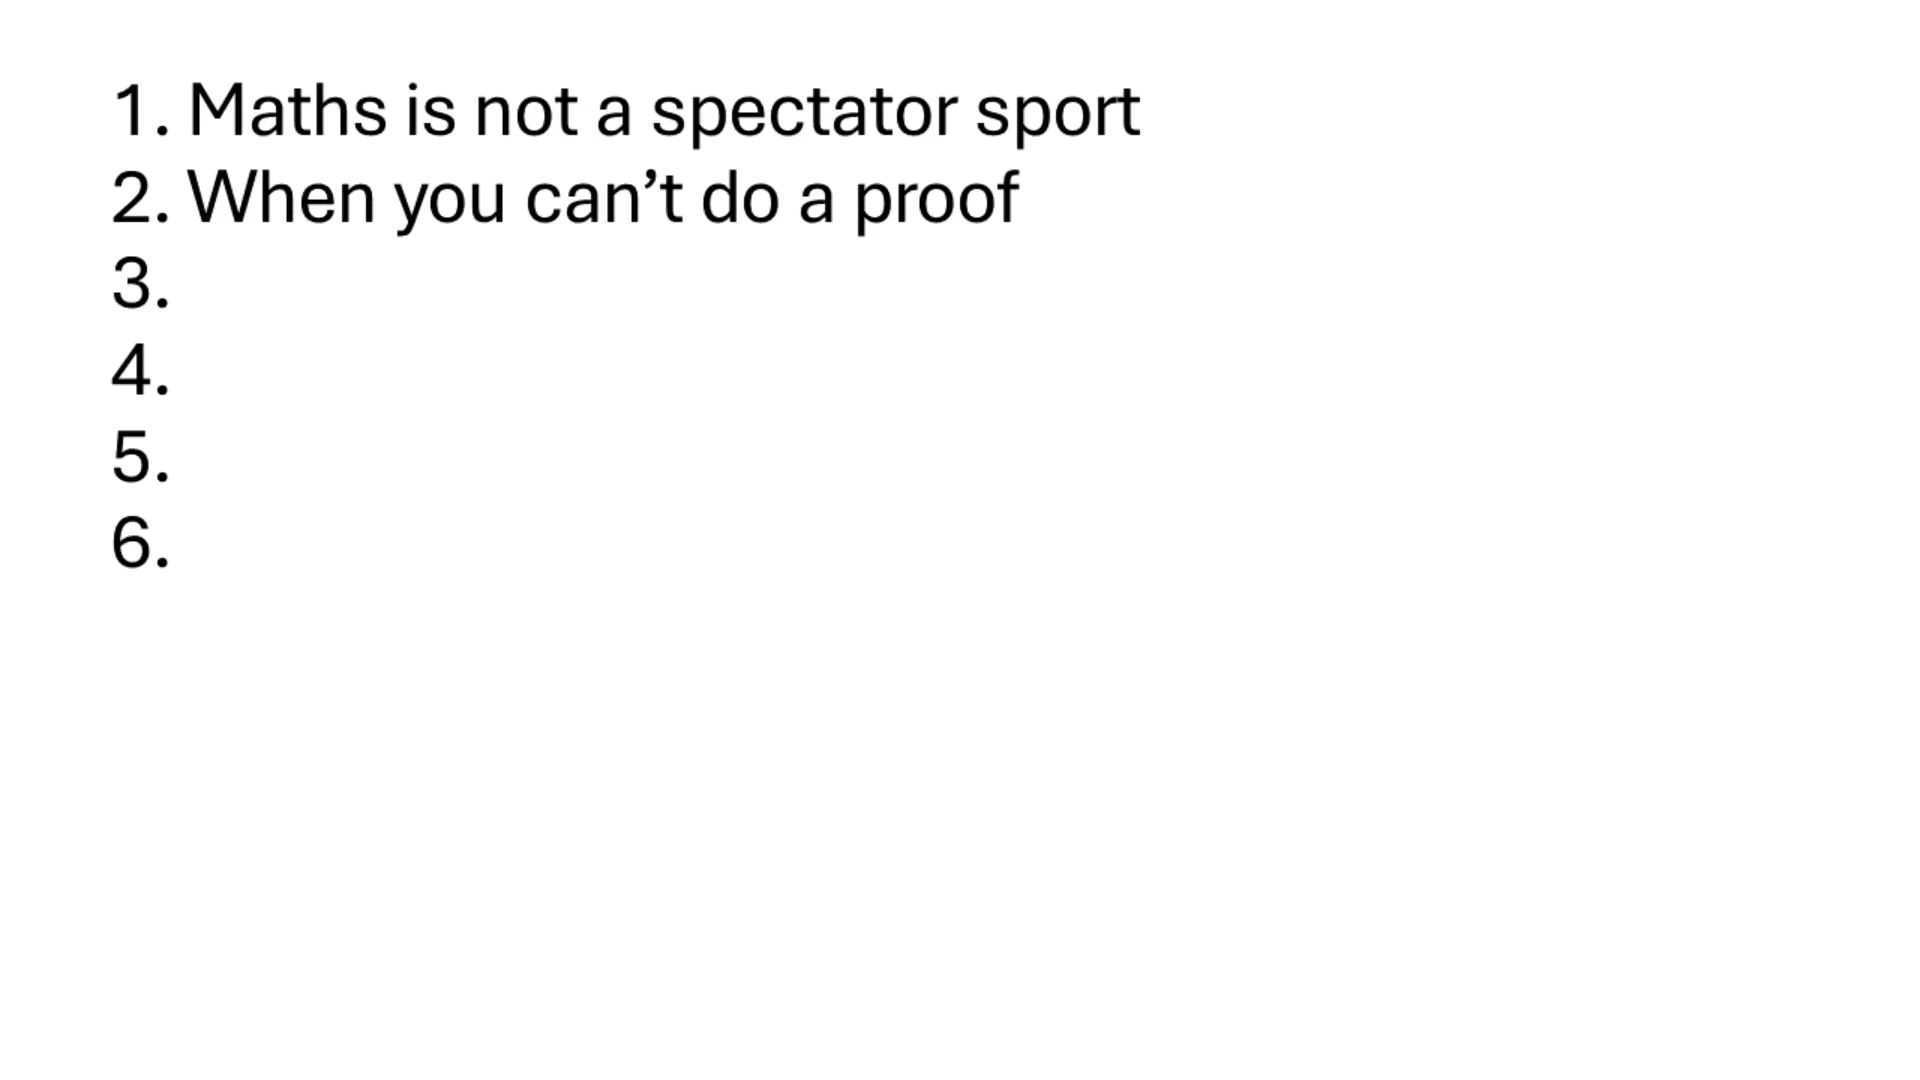 1. Maths is not a spectator sport
2. When you can’t do a proof
3.
4.
5.
6.